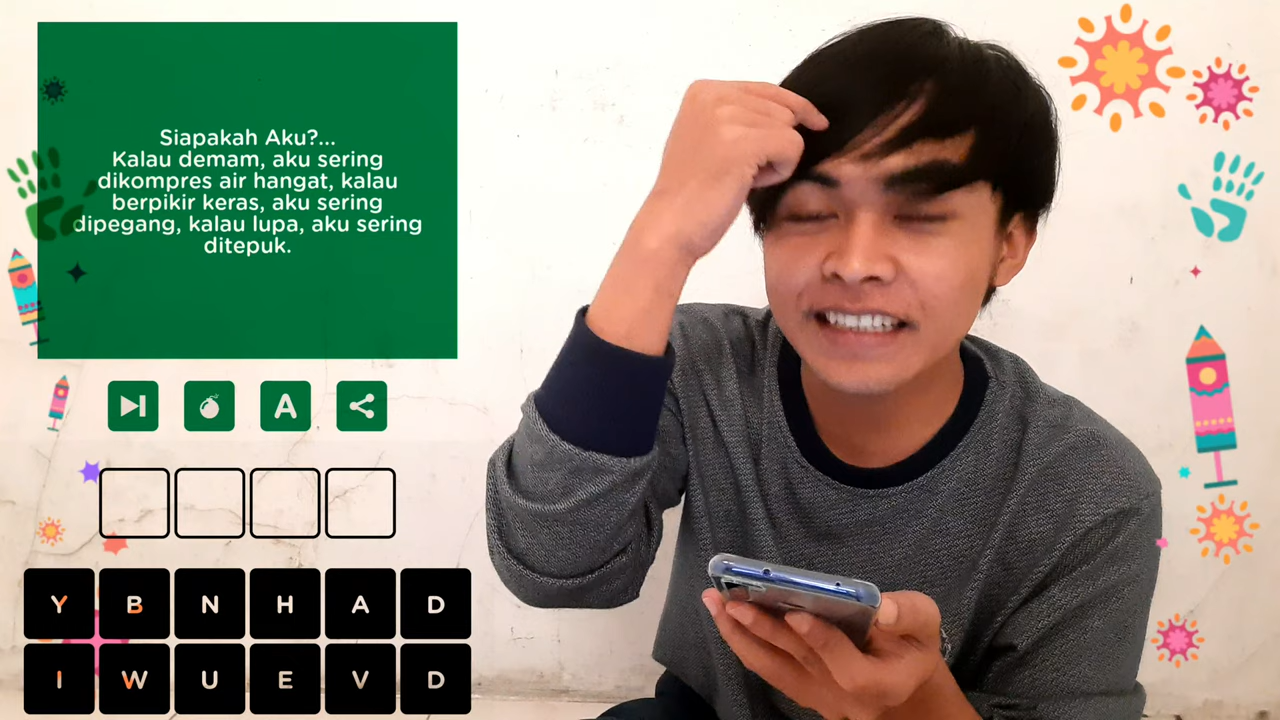 Siapakah Aku?...
Kalau demam, aku sering
dikompres air hangat, kalau
berpikir keras, aku sering
dipegang, kalau lupa, aku sering
ditepuk.
A
Y B N H A D
I W U E V D